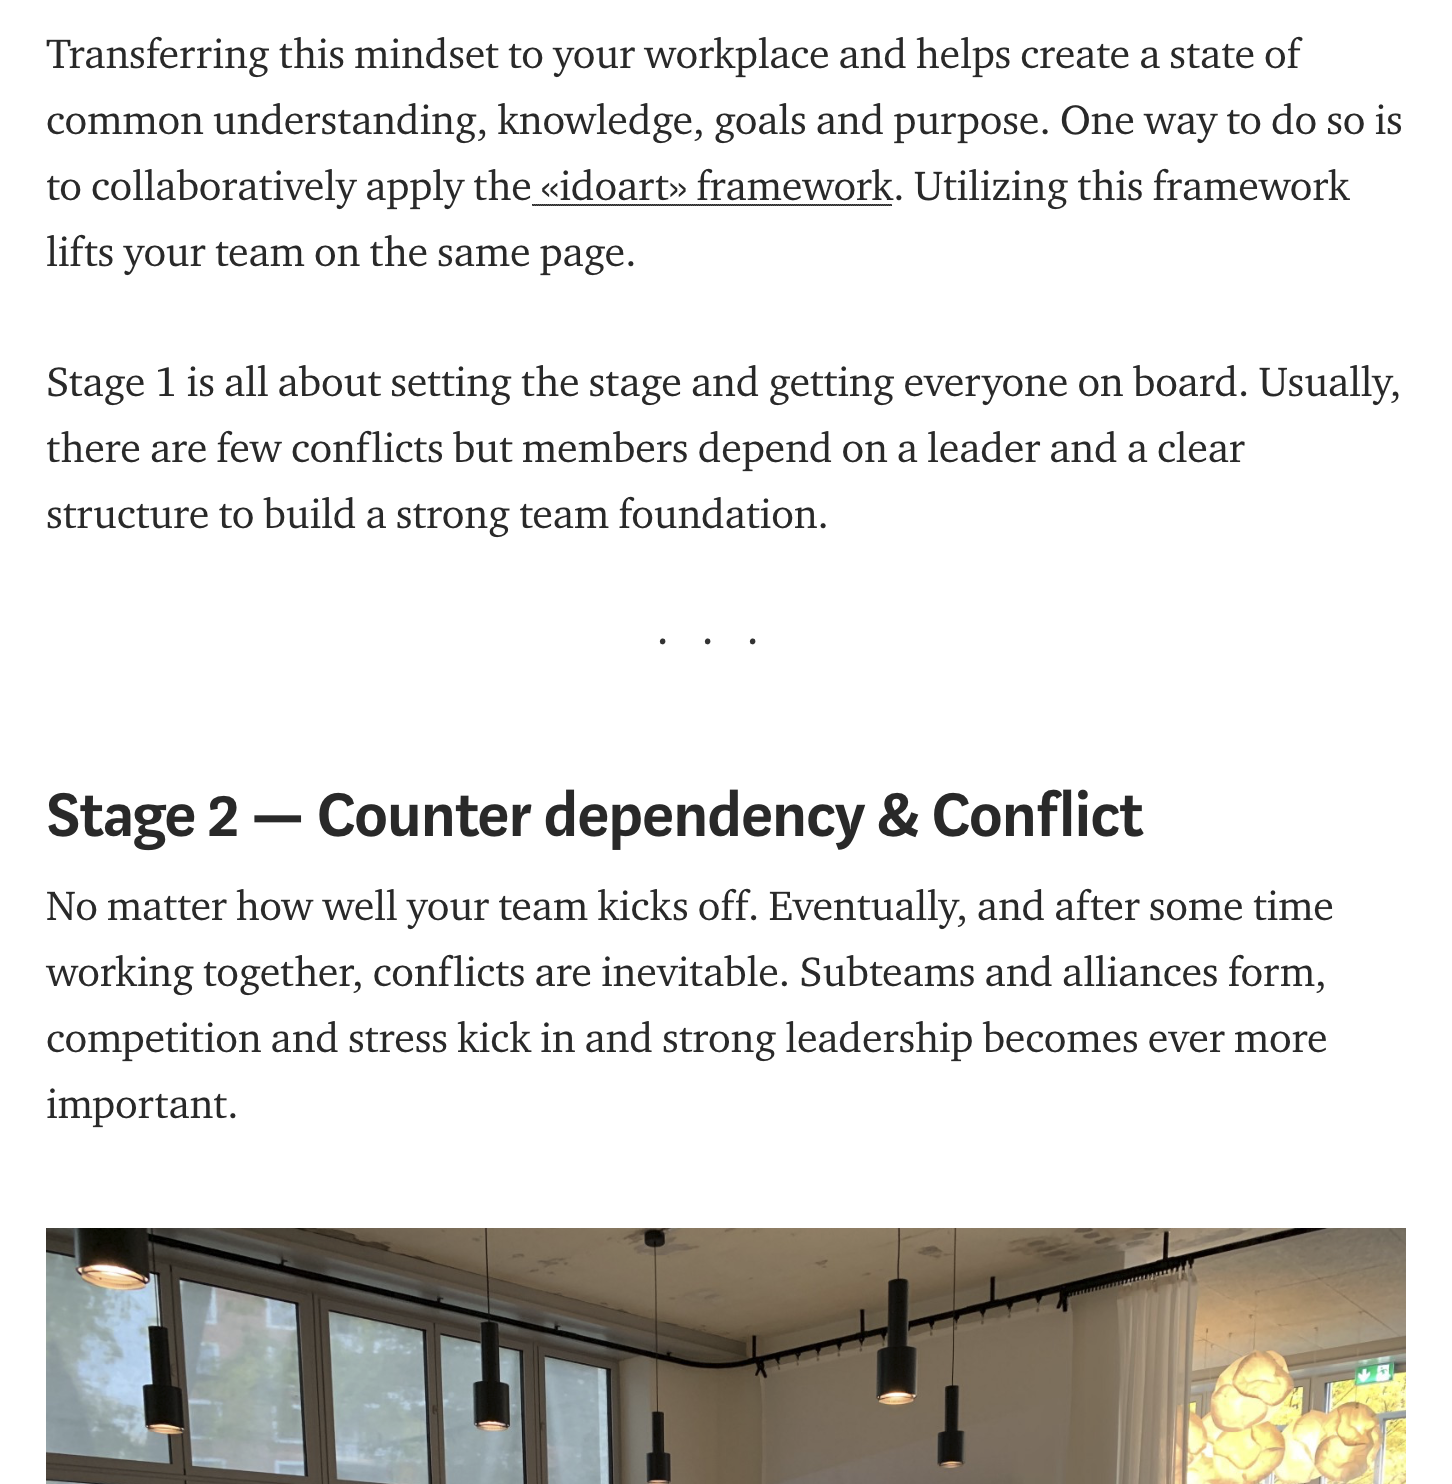 Transferring this mindset to your workplace and helps create a state of
common understanding, knowledge, goals and purpose. One way to do so is
to collaboratively apply the «idoart» framework. Utilizing this framework
lifts your team on the same page.
Stage 1 is all about setting the stage and getting everyone on board. Usually,
there are few conflicts but members depend on a leader and a clear
structure to build a strong team foundation.
. . .
Stage 2 — Counter dependency & Conflict
No matter how well your team kicks off. Eventually, and after some time
working together, conflicts are inevitable. Subteams and alliances form,
competition and stress kick in and strong leadership becomes ever more
important.